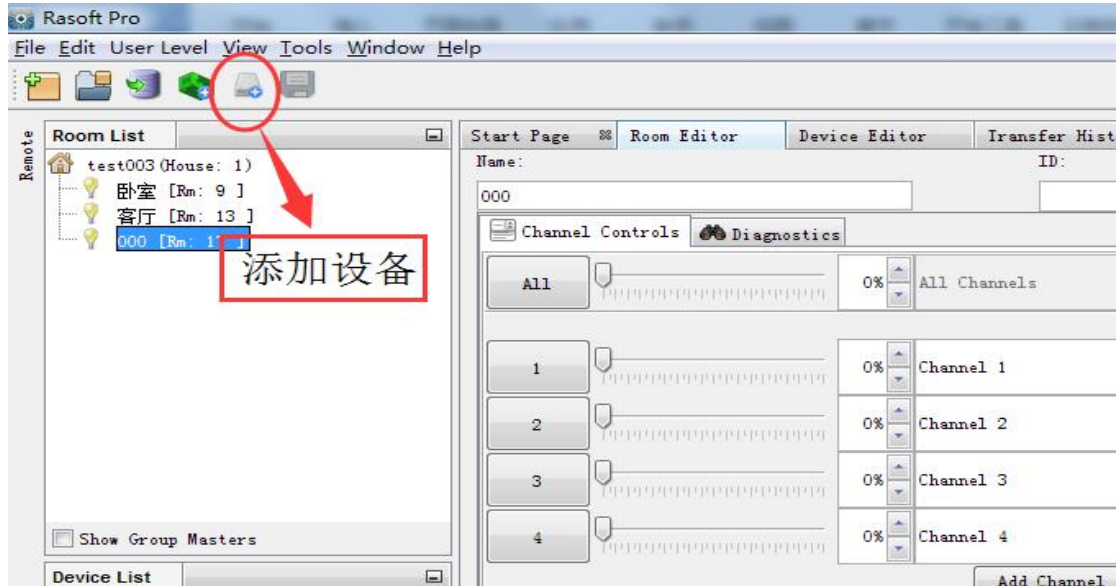 Rasoft Pro
File Edit User Level View Tools Window Help
Remote
Room List
test003 (House: 1)
卧室 [Rm: 9 ]
客厅 [Rm: 13 ]
000 [Rm:
添加设备
Show Group Masters
Device List
Start Page Room Editor Device Editor Transfer Hist
Name: ID:
000
Channel Controls Diagnostics
All 0% All Channels
1 0% Channel 1
2 0% Channel 2
3 0% Channel 3
4 0% Channel 4
Add Channel